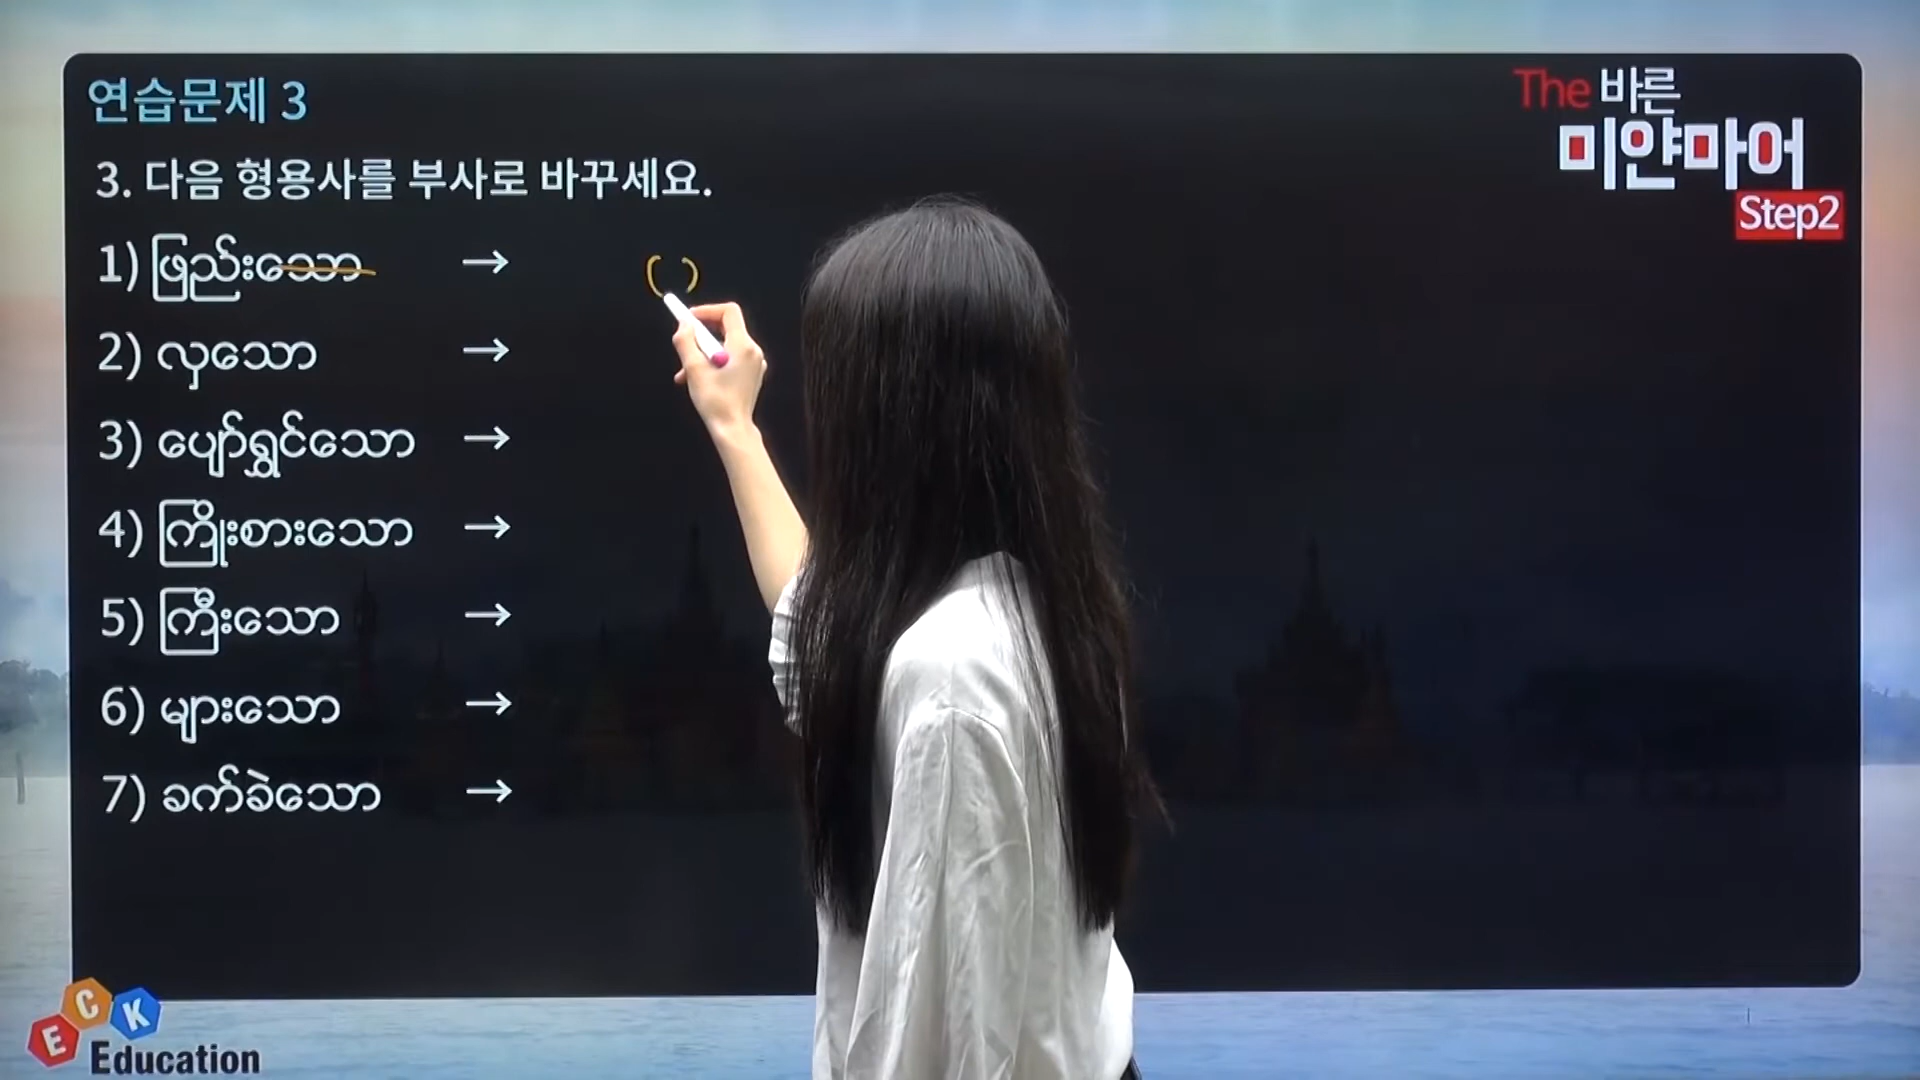 연습문제 3
The 바른
미얀마어
Step2
3. 다음 형용사를 부사로 바꾸세요.
1) ဖြည်းသော →
2) လှသော →
3) ပျော်ရွှင်သော →
4) ကြိုးစားသော →
5) ကြီးသော →
6) များသော →
7) ခက်ခဲသော →
ECK
Education